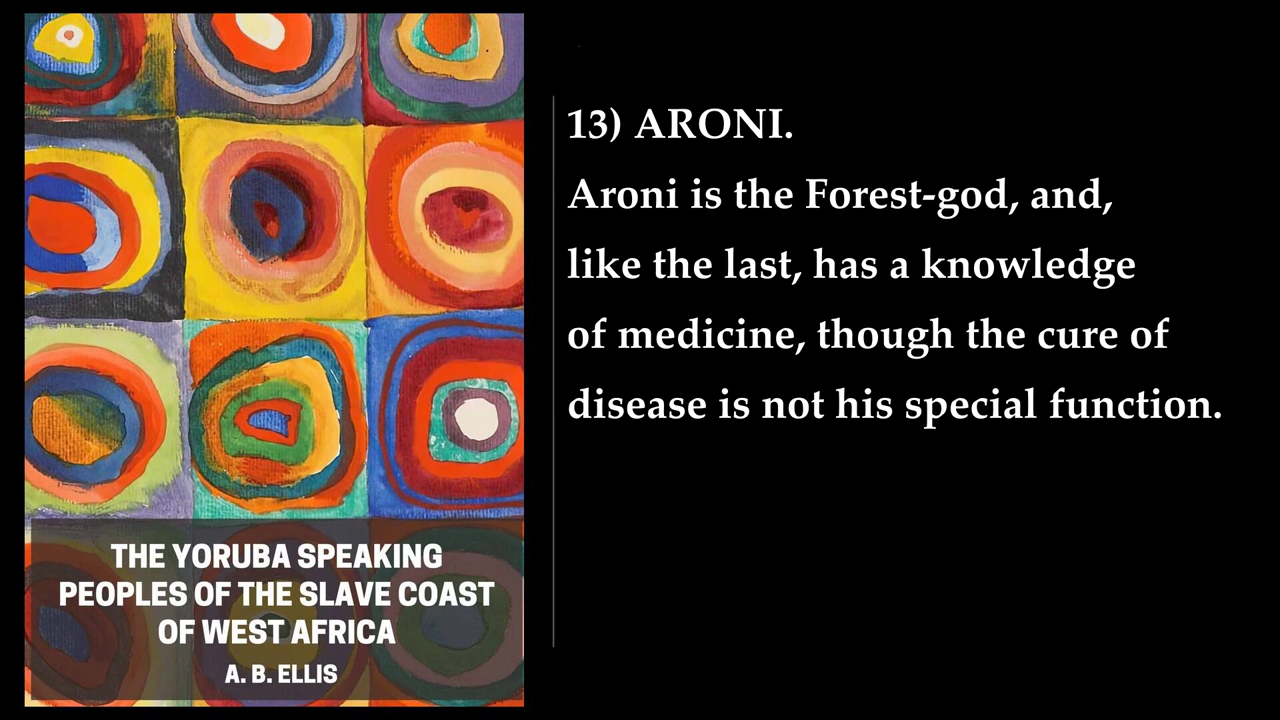 13) ARONI.
Aroni is the Forest-god, and,
like the last, has a knowledge
of medicine, though the cure of
disease is not his special function.
THE YORUBA SPEAKING
PEOPLES OF THE SLAVE COAST
OF WEST AFRICA
A. B. ELLIS